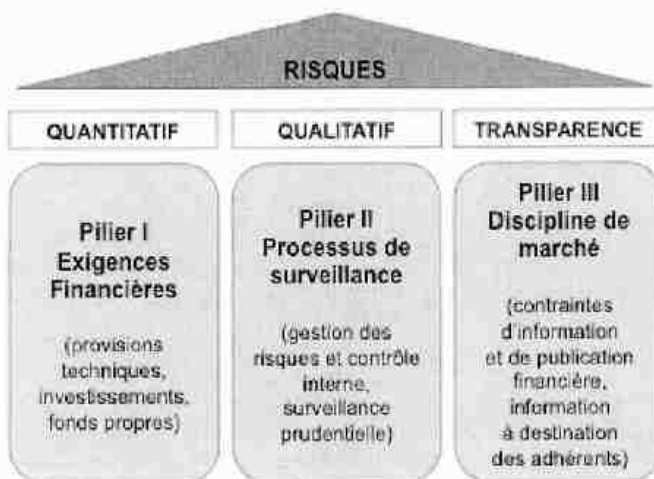 RISQUES
QUANTITATIF
QUALITATIF
TRANSPARENCE
Pilier I
Exigences
Financières
(provisions
techniques,
investissements,
fonds propres)
Pilier II
Processus de
surveillance
(gestion des
risques et contrôle
interne,
surveillance
prudentielle)
Pilier III
Discipline de
marché
(contraintes
d'information
et de publication
financière,
information
à destination
des adhérents)